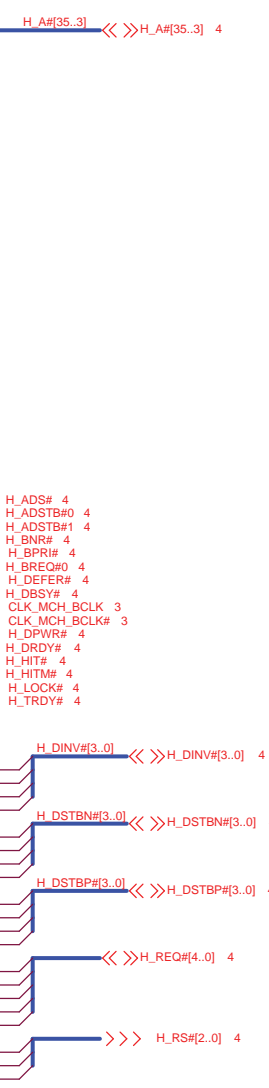 H_A#[35..3] H_A#[35..3] 4
H_ADS# 4
H_ADSTB#0 4
H_ADSTB#1 4
H_BNR# 4
H_BPRI# 4
H_BREQ#0 4
H_DEFER# 4
H_DBSY# 4
CLK_MCH_BCLK 3
CLK_MCH_BCLK# 3
H_DPWR# 4
H_DRDY# 4
H_HIT# 4
H_HITM# 4
H_LOCK# 4
H_TRDY# 4
H_DINV#[3..0] H_DINV#[3..0] 4
H_DSTBN#[3..0] H_DSTBN#[3..0]
H_DSTBP#[3..0] H_DSTBP#[3..0] 4
H_REQ#[4..0] 4
H_RS#[2..0] 4